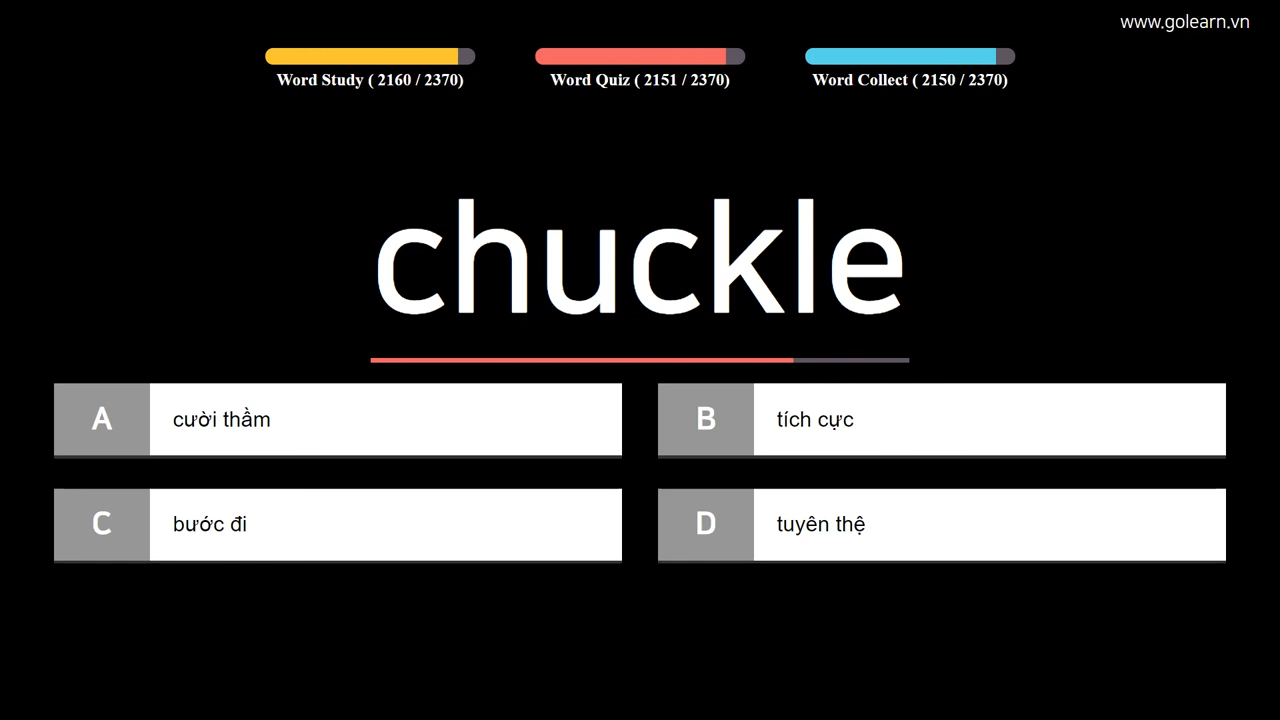 www.golearn.vn
Word Study ( 2160 / 2370)
Word Quiz ( 2151 / 2370)
Word Collect ( 2150 / 2370)
chuckle
A cười thầm
B tích cực
C bước đi
D tuyên thệ